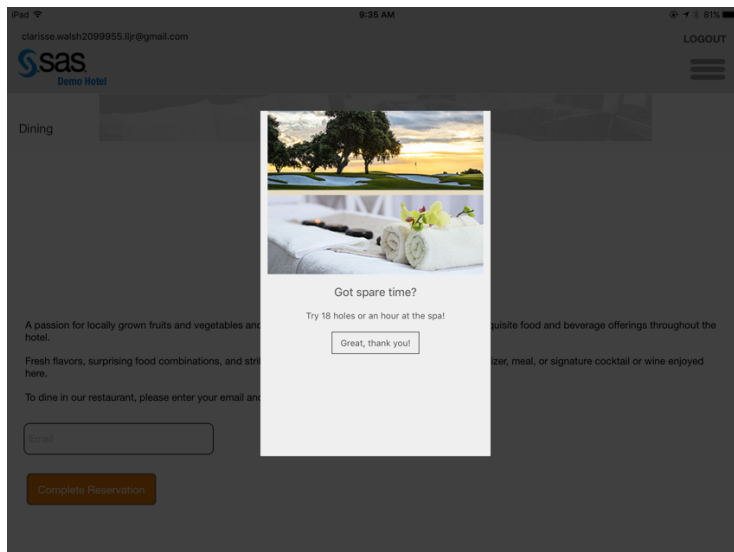 iPad 9:35 AM 81%
clarisse.walsh2099955.lljr@gmail.com LOGOUT
sas
Demo Hotel
Dining
Got spare time?
Try 18 holes or an hour at the spa!
Great, thank you!
A passion for locally grown fruits and vegetables and quisite food and beverage offerings throughout the
hotel.
Fresh flavors, surprising food combinations, and stri izer, meal, or signature cocktail or wine enjoyed
here.
To dine in our restaurant, please enter your email an
Email
Complete Reservation